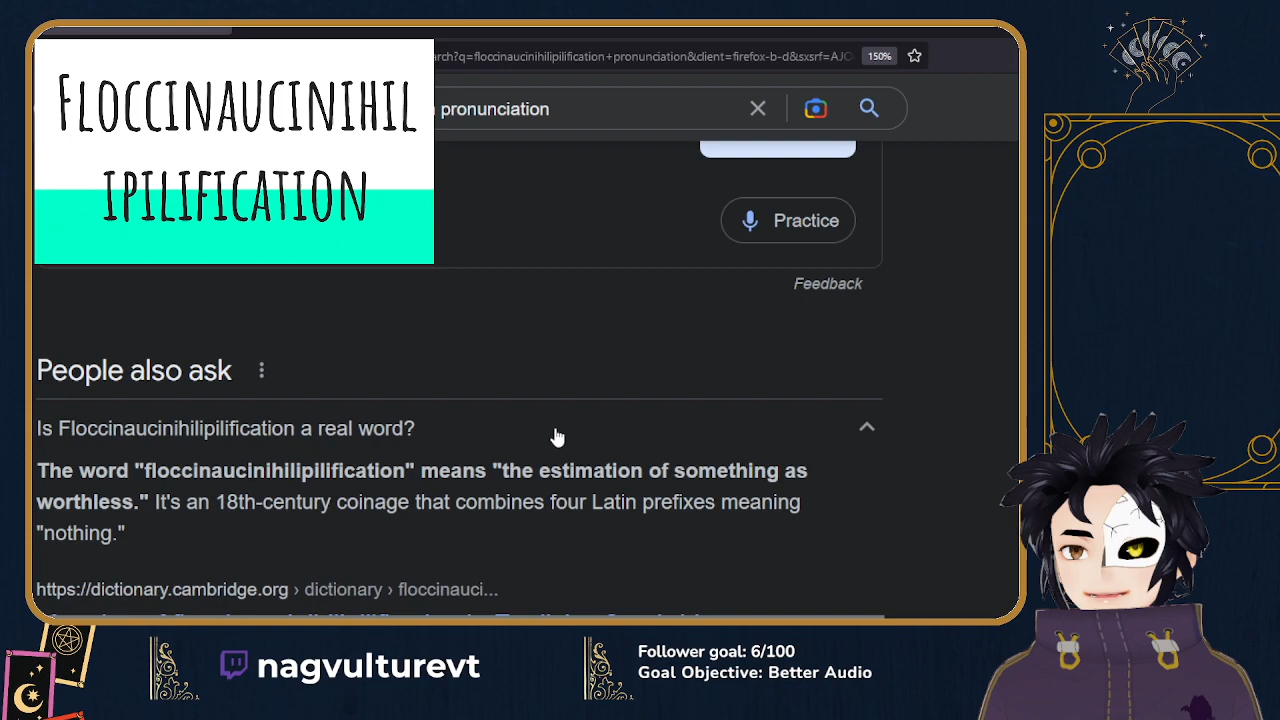 arch?q=floccinaucinihilipilification+pronunciation&client=firefox-b-d&sxsrf=AJO
150%
pronunciation
FLOCCINAUCINIHIL
IPILIFICATION
Practice
Feedback
People also ask
Is Floccinaucinihilipilification a real word?
The word "floccinaucinihilipilification" means "the estimation of something as
worthless." It's an 18th-century coinage that combines four Latin prefixes meaning
"nothing."
https://dictionary.cambridge.org › dictionary › floccinauci...
nagvulturevt
Follower goal: 6/100
Goal Objective: Better Audio